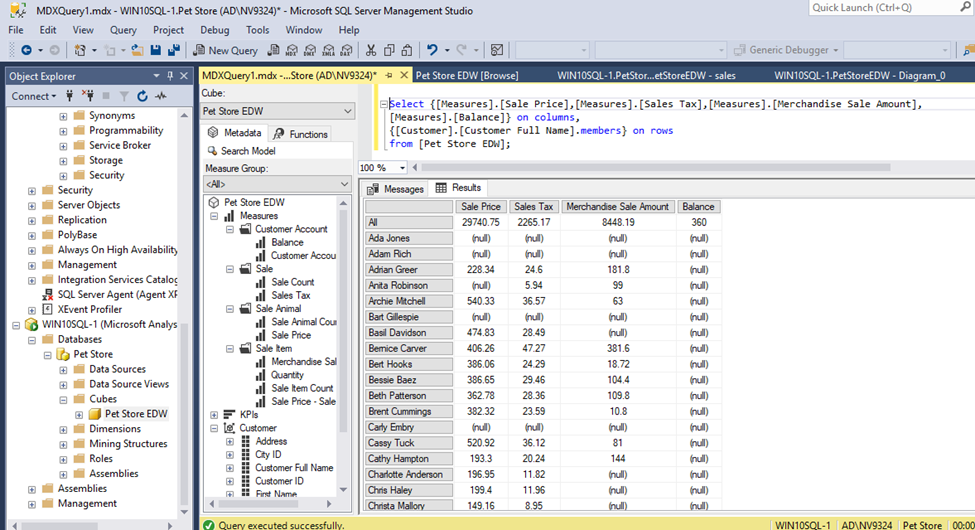 MDXQuery1.mdx - WIN10SQL-1.Pet Store (AD\NV9324)* - Microsoft SQL Server Management Studio
Quick Launch (Ctrl+Q)
File Edit View Query Project Debug Tools Window Help
New Query
MDX DMX XMLA DAX
Generic Debugger
Object Explorer
Connect
Synonyms
Programmability
Service Broker
Storage
Security
Security
Server Objects
Replication
PolyBase
Always On High Availability
Management
Integration Services Catalog
SQL Server Agent (Agent XP
XEvent Profiler
WIN10SQL-1 (Microsoft Analys
Databases
Pet Store
Data Sources
Data Source Views
Cubes
Pet Store EDW
Dimensions
Mining Structures
Roles
Assemblies
Assemblies
Management
MDXQuery1.mdx -...Store (AD\NV9324)* Pet Store EDW [Browse] WIN10SQL-1.PetStor...etStoreEDW - sales WIN10SQL-1.PetStoreEDW - Diagram_0
Cube:
Pet Store EDW
Metadata Functions
Search Model
Measure Group:
<All>
Pet Store EDW
Measures
Customer Account
Balance
Customer Accou
Sale
Sale Count
Sales Tax
Sale Animal
Sale Animal Cou
Sale Price
Sale Item
Merchandise Sal
Quantity
Sale Item Count
Sale Price - Sale
KPIs
Customer
Address
City ID
Customer Full Name
Customer ID
First Name
Select {[Measures].[Sale Price],[Measures].[Sales Tax],[Measures].[Merchandise Sale Amount],
[Measures].[Balance]} on columns,
{[Customer].[Customer Full Name].members} on rows
from [Pet Store EDW];
100 %
Messages Results
Sale Price Sales Tax Merchandise Sale Amount Balance
All 29740.75 2265.17 8448.19 360
Ada Jones (null) (null) (null) (null)
Adam Rich (null) (null) (null) (null)
Adrian Greer 228.34 24.6 181.8 (null)
Anita Robinson (null) 5.94 99 (null)
Archie Mitchell 540.33 36.57 63 (null)
Bart Gillespie (null) (null) (null) (null)
Basil Davidson 474.83 28.49 (null) (null)
Bernice Carver 406.26 47.27 381.6 (null)
Bert Hooks 386.06 24.29 18.72 (null)
Bessie Baez 386.65 29.46 104.4 (null)
Beth Patterson 362.78 28.36 109.8 (null)
Brent Cummings 382.32 23.59 10.8 (null)
Carly Embry (null) (null) (null) (null)
Cassy Tuck 520.92 36.12 81 (null)
Cathy Hampton 193.3 20.24 144 (null)
Charlotte Anderson 196.95 11.82 (null) (null)
Chris Haley 199.4 11.96 (null) (null)
Christa Mallory 149.16 8.95 (null) (null)
Query executed successfully. WIN10SQL-1 AD\NV9324 Pet Store 00:00